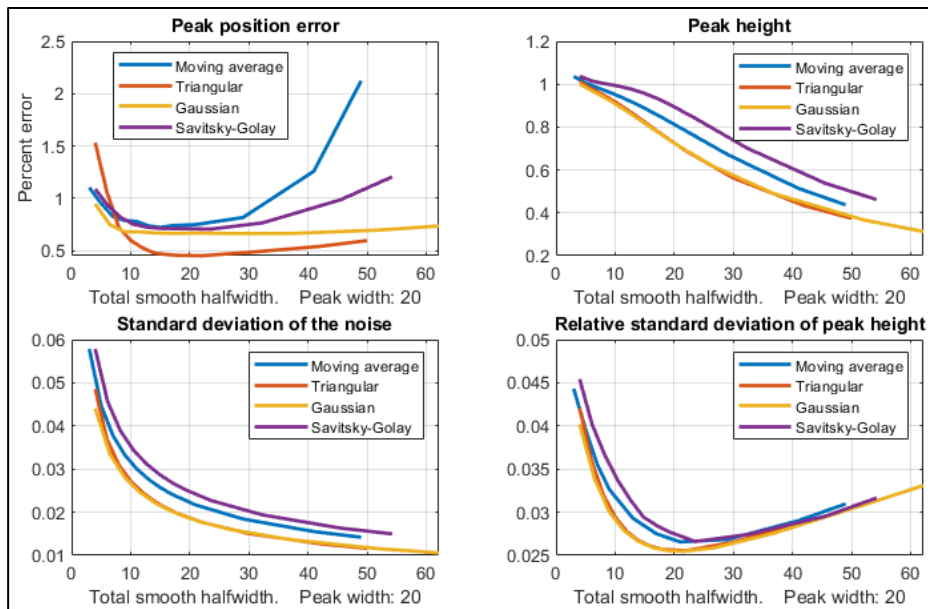 Peak position error
2.5
2
1.5
1
0.5
Percent error
Moving average
Triangular
Gaussian
Savitsky-Golay
0 10 20 30 40 50 60
Total smooth halfwidth. Peak width: 20
Peak height
1.2
1
0.8
0.6
0.4
0.2
Moving average
Triangular
Gaussian
Savitsky-Golay
0 10 20 30 40 50 60
Total smooth halfwidth. Peak width: 20
Standard deviation of the noise
0.06
0.05
0.04
0.03
0.02
0.01
Moving average
Triangular
Gaussian
Savitsky-Golay
0 10 20 30 40 50 60
Total smooth halfwidth. Peak width: 20
Relative standard deviation of peak height
0.05
0.045
0.04
0.035
0.03
0.025
Moving average
Triangular
Gaussian
Savitsky-Golay
0 10 20 30 40 50 60
Total smooth halfwidth. Peak width: 20